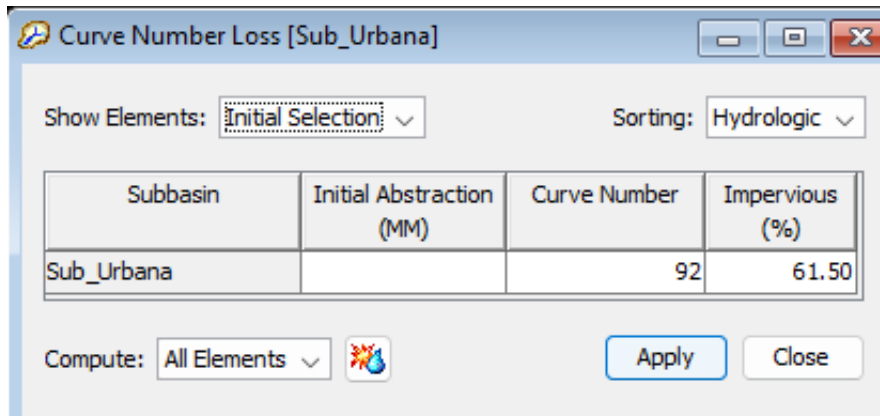 Curve Number Loss [Sub_Urbana]
Show Elements: Initial Selection Sorting: Hydrologic
Subbasin Initial Abstraction Curve Number Impervious
(MM) (%)
Sub_Urbana 92 61.50
Compute: All Elements Apply Close